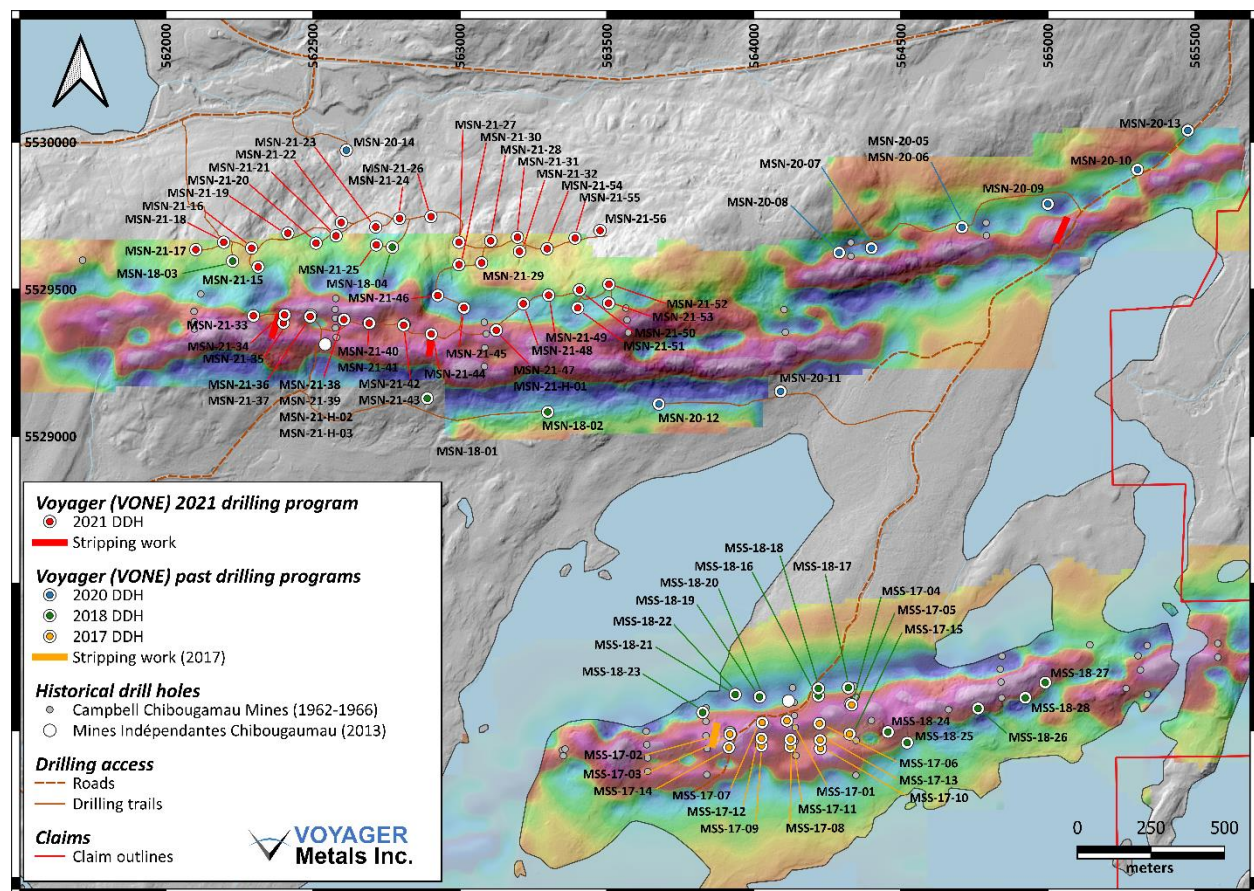 562000
562500
563000
563500
564000
564500
565000
565500
5530000
5529500
5529000
MSN-21-27
MSN-21-30
MSN-21-28
MSN-21-31
MSN-21-32
MSN-21-54
MSN-21-55
MSN-21-56
MSN-21-23
MSN-21-22
MSN-21-21
MSN-21-20
MSN-21-19
MSN-21-16
MSN-21-18
MSN-21-17
MSN-20-14
MSN-21-26
MSN-21-24
MSN-18-03
MSN-21-15
MSN-21-25
MSN-18-04
MSN-21-46
MSN-21-29
MSN-20-05
MSN-20-06
MSN-20-07
MSN-20-08
MSN-20-09
MSN-20-10
MSN-20-13
MSN-21-33
MSN-21-34
MSN-21-35
MSN-21-36
MSN-21-37
MSN-21-38
MSN-21-39
MSN-21-H-02
MSN-21-H-03
MSN-21-40
MSN-21-41
MSN-21-42
MSN-21-43
MSN-21-44
MSN-21-45
MSN-21-47
MSN-21-H-01
MSN-21-48
MSN-21-49
MSN-21-50
MSN-21-51
MSN-21-52
MSN-21-53
MSN-20-11
MSN-20-12
MSN-18-02
MSN-18-01
Voyager (VONE) 2021 drilling program
2021 DDH
Stripping work
Voyager (VONE) past drilling programs
2020 DDH
2018 DDH
2017 DDH
Stripping work (2017)
Historical drill holes
Campbell Chibougamau Mines (1962-1966)
Mines Indépendantes Chibougaumau (2013)
Drilling access
Roads
Drilling trails
Claims
Claim outlines
VOYAGER
Metals Inc.
MSS-18-18
MSS-18-16
MSS-18-20
MSS-18-19
MSS-18-22
MSS-18-21
MSS-18-23
MSS-18-17
MSS-17-04
MSS-17-05
MSS-17-15
MSS-17-02
MSS-17-03
MSS-17-14
MSS-17-07
MSS-17-12
MSS-17-09
MSS-17-01
MSS-17-11
MSS-17-08
MSS-17-06
MSS-17-13
MSS-17-10
MSS-18-24
MSS-18-25
MSS-18-26
MSS-18-27
MSS-18-28
0 250 500
meters